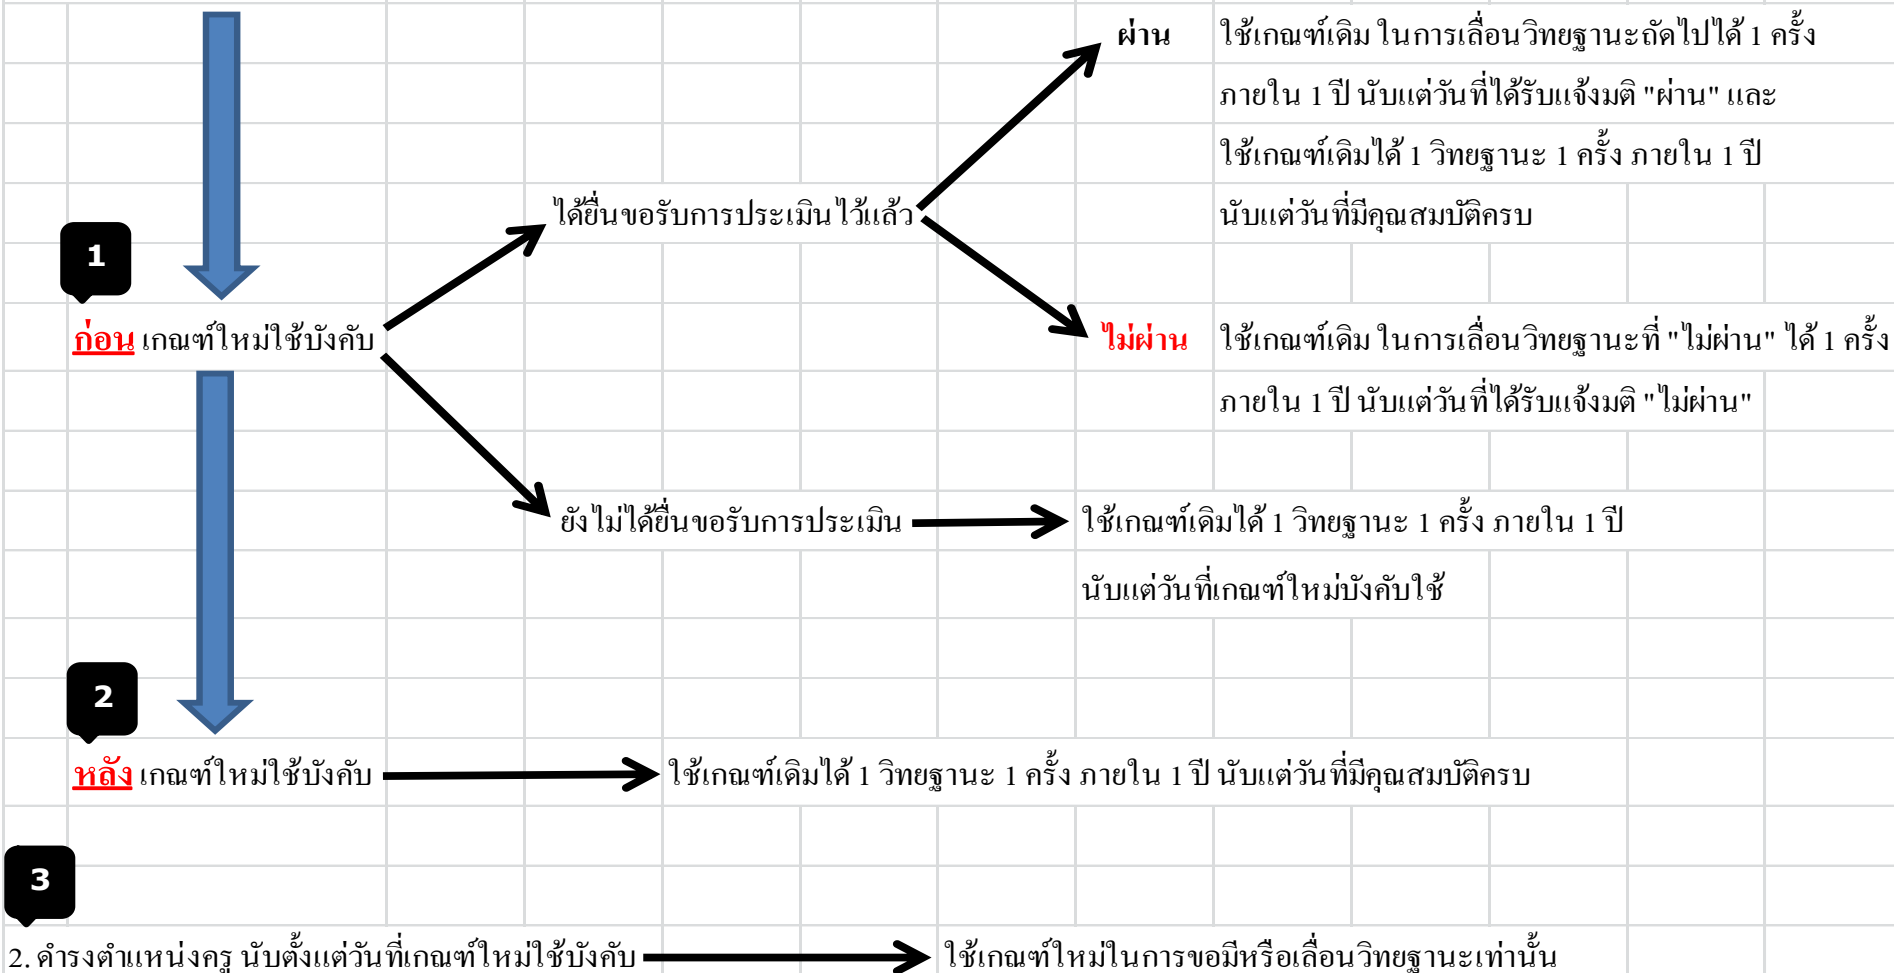 ผ่าน ใช้เกณฑ์เดิม ในการเลื่อนวิทยฐานะถัดไปได้ 1 ครั้ง
ภายใน 1 ปี นับแต่วันที่ได้รับแจ้งมติ "ผ่าน" และ
ใช้เกณฑ์เดิมได้ 1 วิทยฐานะ 1 ครั้ง ภายใน 1 ปี
ได้ยื่นขอรับการประเมินไว้แล้ว นับแต่วันที่มีคุณสมบัติครบ
1
ก่อน เกณฑ์ใหม่ใช้บังคับ ไม่ผ่าน ใช้เกณฑ์เดิม ในการเลื่อนวิทยฐานะที่ "ไม่ผ่าน" ได้ 1 ครั้ง
ภายใน 1 ปี นับแต่วันที่ได้รับแจ้งมติ "ไม่ผ่าน"
ยังไม่ได้ยื่นขอรับการประเมิน ใช้เกณฑ์เดิมได้ 1 วิทยฐานะ 1 ครั้ง ภายใน 1 ปี
นับแต่วันที่เกณฑ์ใหม่บังคับใช้
2
หลัง เกณฑ์ใหม่ใช้บังคับ ใช้เกณฑ์เดิมได้ 1 วิทยฐานะ 1 ครั้ง ภายใน 1 ปี นับแต่วันที่มีคุณสมบัติครบ
3
2. ดำรงตำแหน่งครู นับตั้งแต่วันที่เกณฑ์ใหม่ใช้บังคับ ใช้เกณฑ์ใหม่ในการขอมีหรือเลื่อนวิทยฐานะเท่านั้น